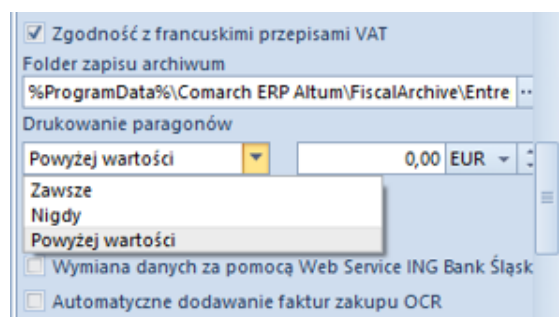 Zgodność z francuskimi przepisami VAT
Folder zapisu archiwum
%ProgramData%\Comarch ERP Altum\FiscalArchive\Entre ...
Drukowanie paragonów
Powyżej wartości 0,00 EUR
Zawsze
Nigdy
Powyżej wartości
Wymiana danych za pomocą Web Service ING Bank Śląsk
Automatyczne dodawanie faktur zakupu OCR